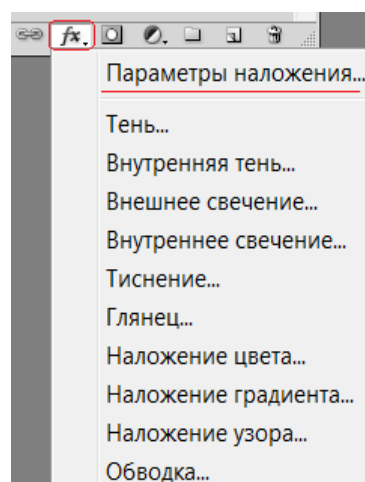 fx.
Параметры наложения...
Тень...
Внутренняя тень...
Внешнее свечение...
Внутреннее свечение...
Тиснение...
Глянец...
Наложение цвета...
Наложение градиента...
Наложение узора...
Обводка...